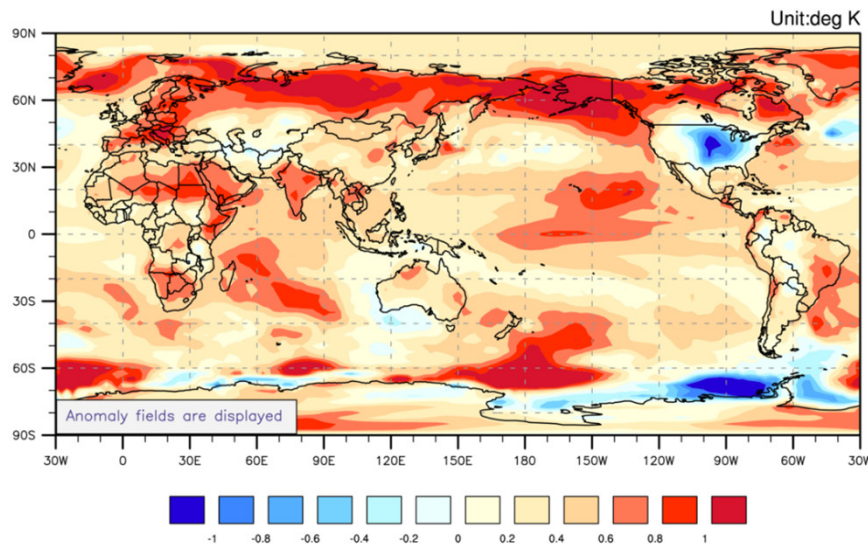 Unit:deg K
90N
60N
30N
0
30S
60S
90S
Anomaly fields are displayed
30W 0 30E 60E 90E 120E 150E 180 150W 120W 90W 60W 30W
-1 -0.8 -0.6 -0.4 -0.2 0 0.2 0.4 0.6 0.8 1